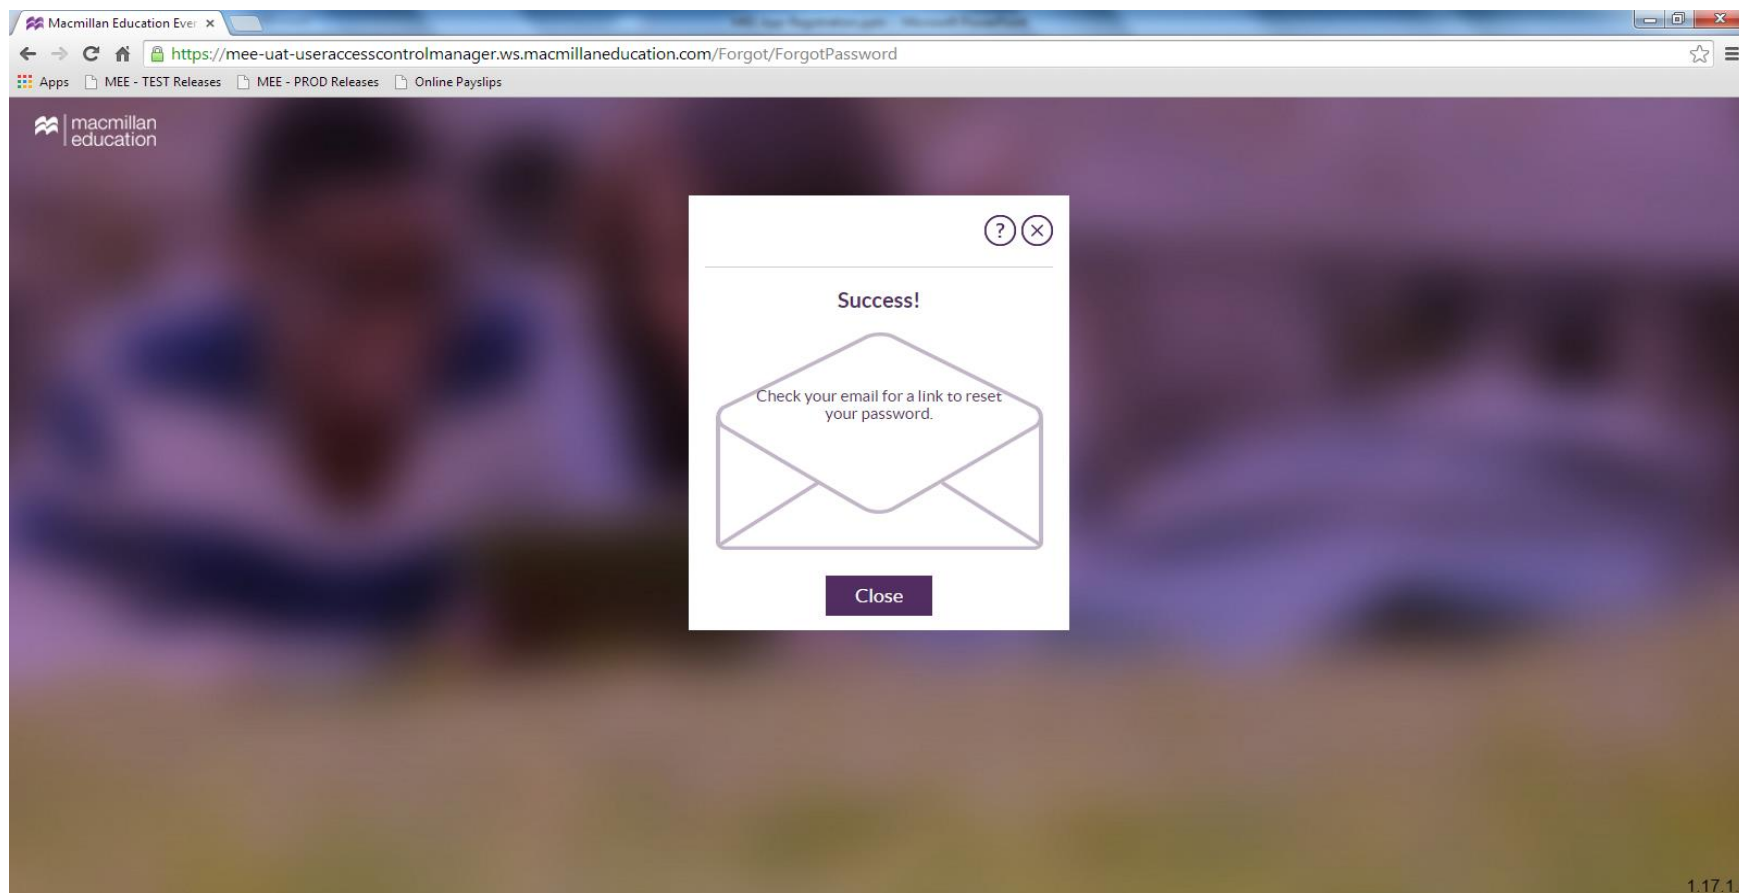 Macmillan Education Ever
https://mee-uat-useraccesscontrolmanager.ws.macmillaneducation.com/Forgot/ForgotPassword
Apps MEE - TEST Releases MEE - PROD Releases Online Payslips
macmillan
education
?
Success!
Check your email for a link to reset
your password.
Close
1.17.1